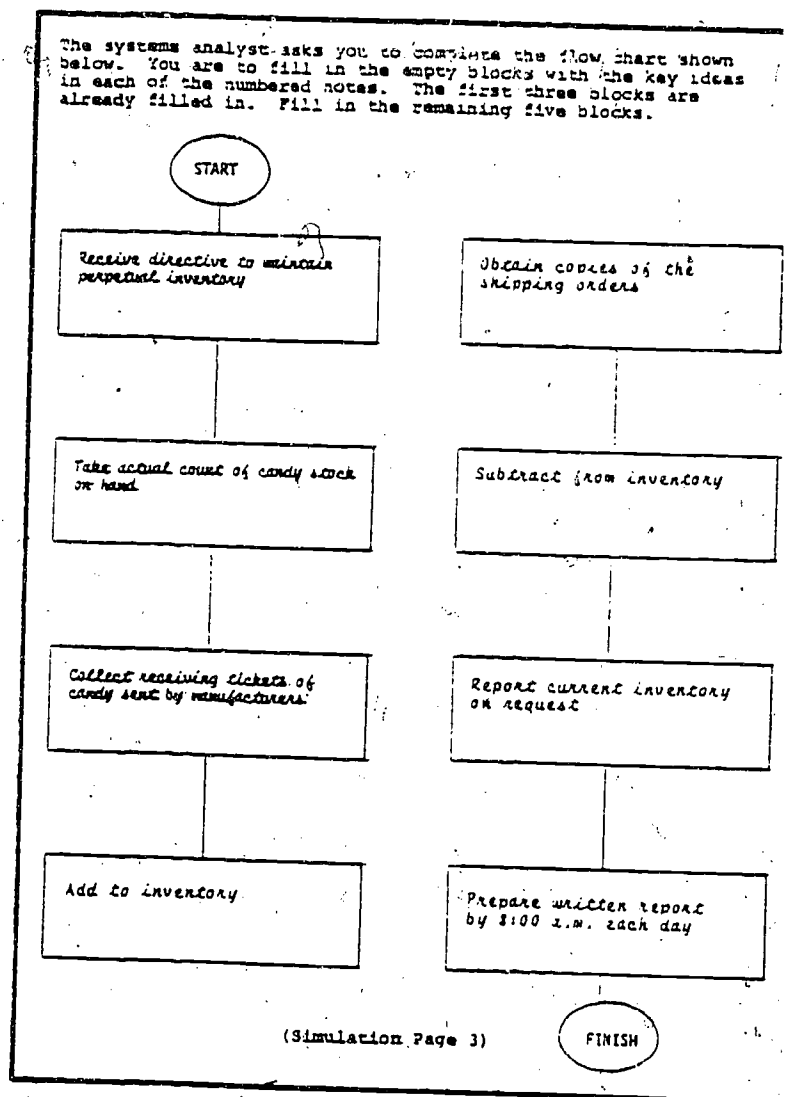 The systems analyst asks you to complete the flow chart shown
below. You are to fill in the empty blocks with the key ideas
in each of the numbered notes. The first three blocks are
already filled in. Fill in the remaining five blocks.
START
Receive directive to maintain
perpetual inventory
Take actual count of candy stock
on hand
Collect receiving tickets of
candy sent by manufacturers
Add to inventory
Obtain copies of the
shipping orders
Subtract from inventory
Report current inventory
on request
Prepare written report
by 8:00 a.m. each day
(Simulation Page 3)
FINISH